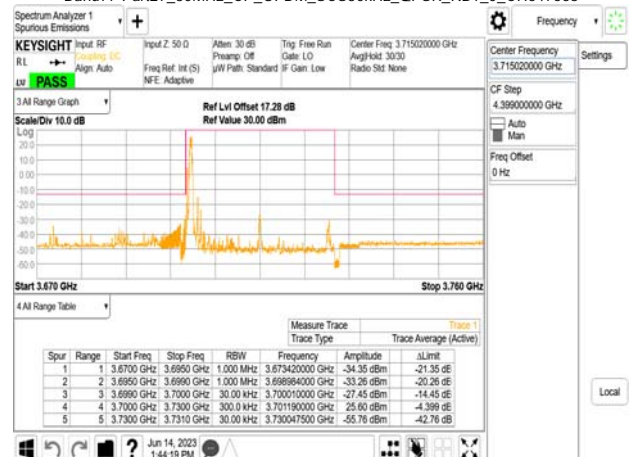 Spectrum Analyzer 1
Spurious Emissions
Frequency
KEYSIGHT
Input: RF
Coupling: DC
Align: Auto
Input Z: 50 Ω
Freq Ref: Int (S)
NFE: Adaptive
Atten: 30 dB
Preamp: Off
µW Path: Standard
Trig: Free Run
Gate: LO
IF Gain: Low
Center Freq: 3.715020000 GHz
Avg|Hold: 30/30
Radio Std: None
RL
LVI
PASS
Center Frequency
3.715020000 GHz
Settings
CF Step
4.399000000 GHz
Auto
Man
Freq Offset
0 Hz
3 All Range Graph
Scale/Div 10.0 dB
Ref Lvl Offset 17.28 dB
Ref Value 30.00 dBm
Log
20.0
10.0
0.00
-10.0
-20.0
-30.0
-40.0
-50.0
-60.0
Start 3.670 GHz
Stop 3.760 GHz
4 All Range Table
Measure Trace Trace 1
Trace Type Trace Average (Active)
Spur Range Start Freq Stop Freq RBW Frequency Amplitude ΔLimit
1 1 3.6700 GHz 3.6950 GHz 1.000 MHz 3.673420000 GHz -34.35 dBm -21.35 dB
2 2 3.6950 GHz 3.6990 GHz 1.000 MHz 3.698984000 GHz -33.26 dBm -20.26 dB
3 3 3.6990 GHz 3.7000 GHz 30.00 kHz 3.700010000 GHz -27.45 dBm -14.45 dB
4 4 3.7000 GHz 3.7300 GHz 300.0 kHz 3.701190000 GHz 25.60 dBm -4.399 dB
5 5 3.7300 GHz 3.7310 GHz 30.00 kHz 3.730047500 GHz -55.76 dBm -42.76 dB
Local
Jun 14, 2023
1:44:19 PM